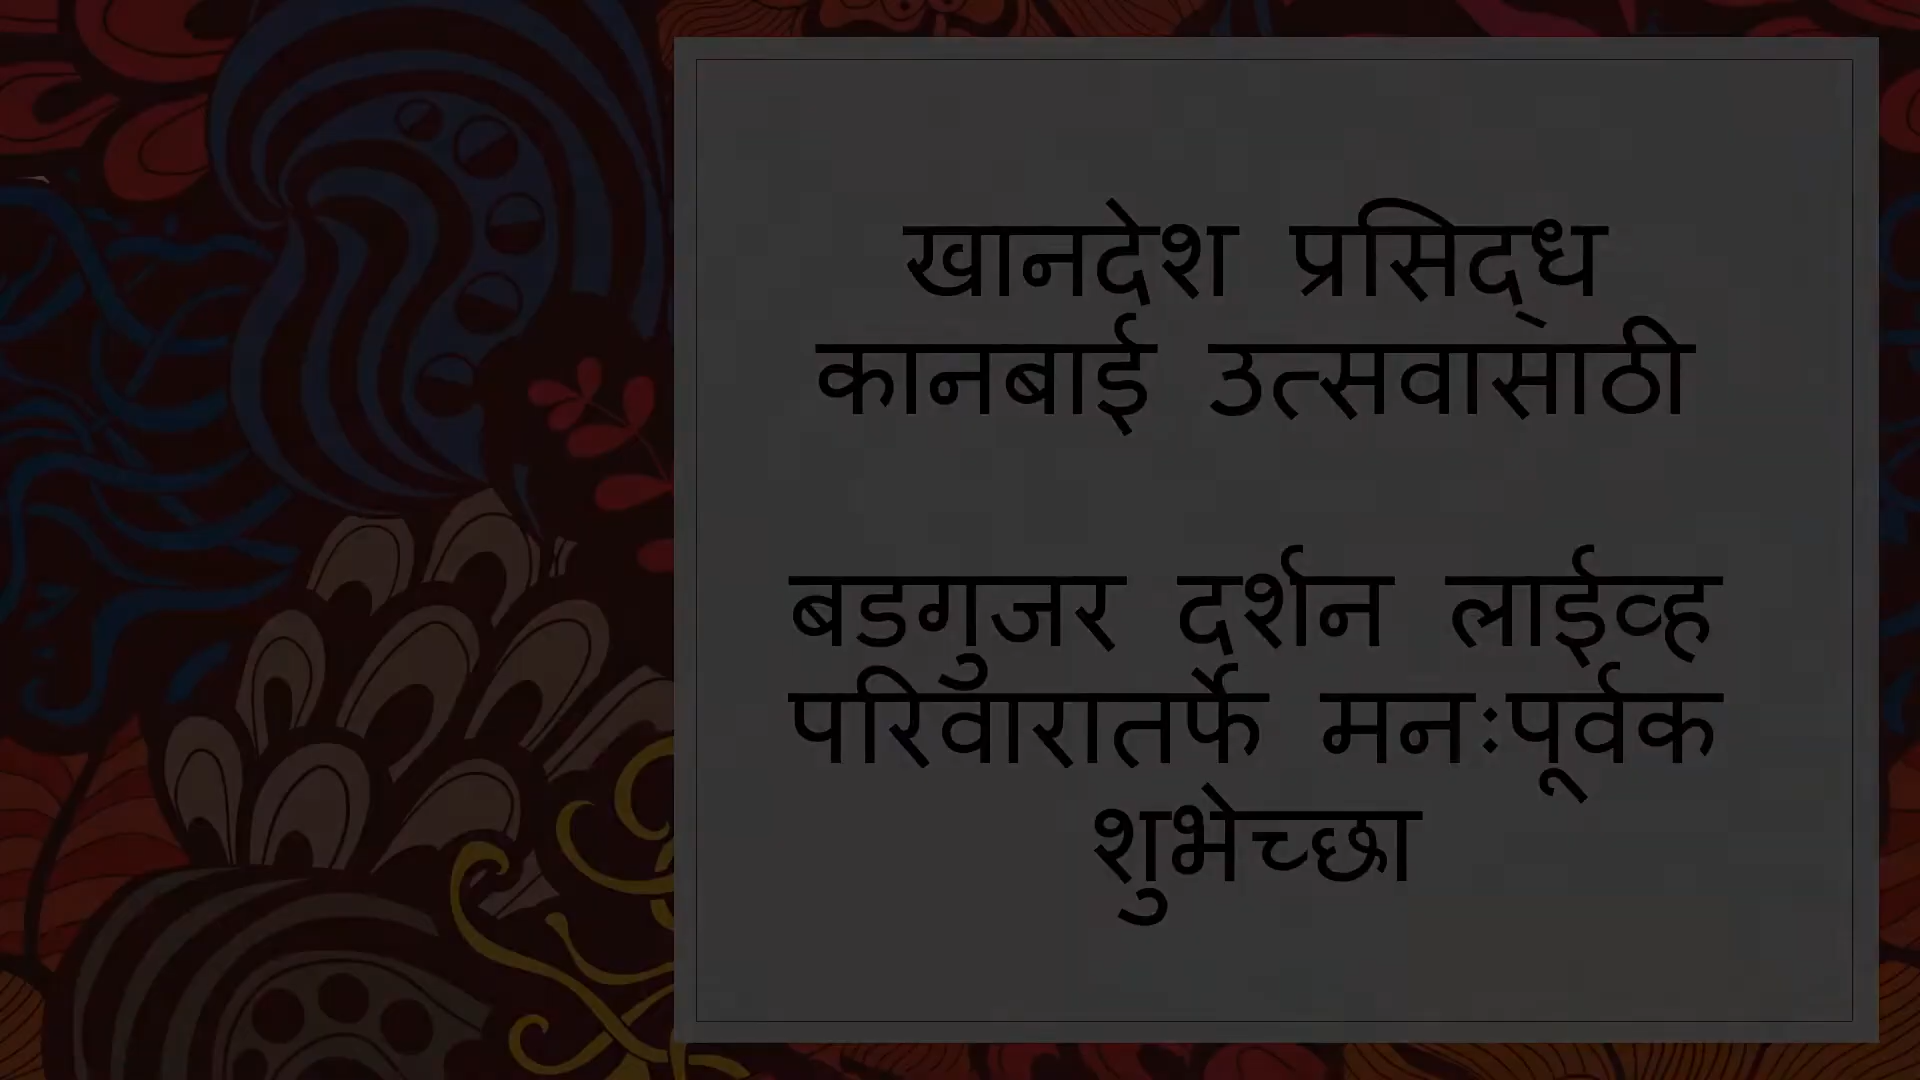 खानदेश प्रसिद्‌ध
कानबाई उत्सवासाठी
बडगुजर दर्शन लाईव्ह
परिवारातर्फे मनःपूर्वक
शुभेच्छा